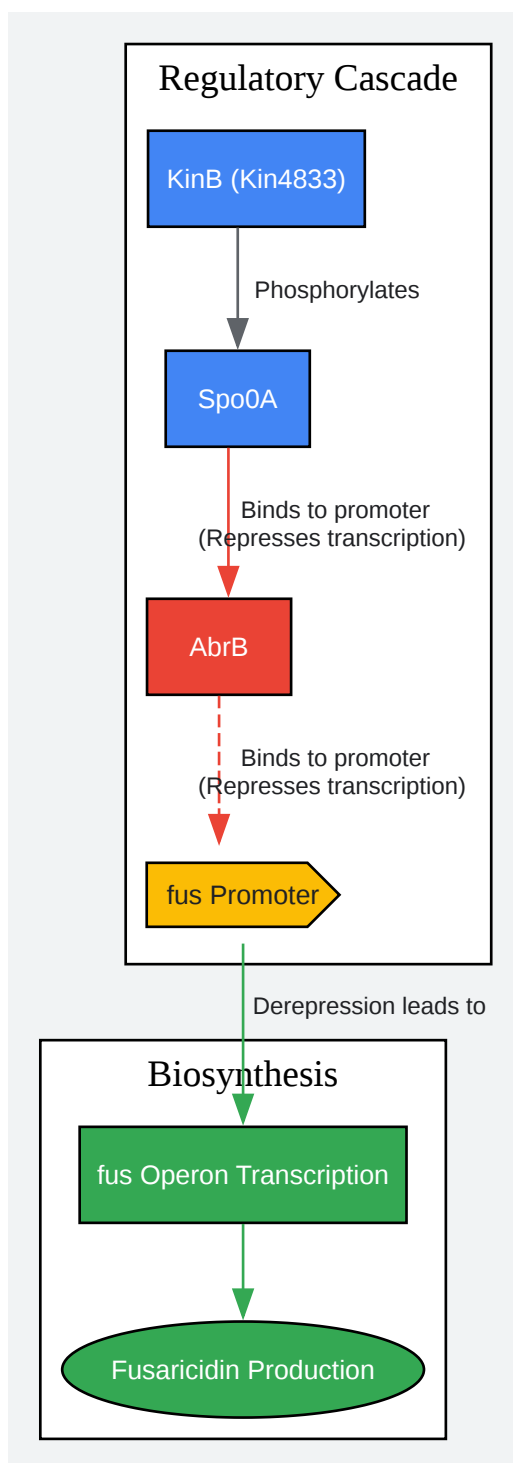 Regulatory Cascade
KinB (Kin4833)
Phosphorylates
Spo0A
Binds to promoter
(Represses transcription)
AbrB
Binds to promoter
(Represses transcription)
fus Promoter
Derepression leads to
Biosynthesis
fus Operon Transcription
Fusaricidin Production